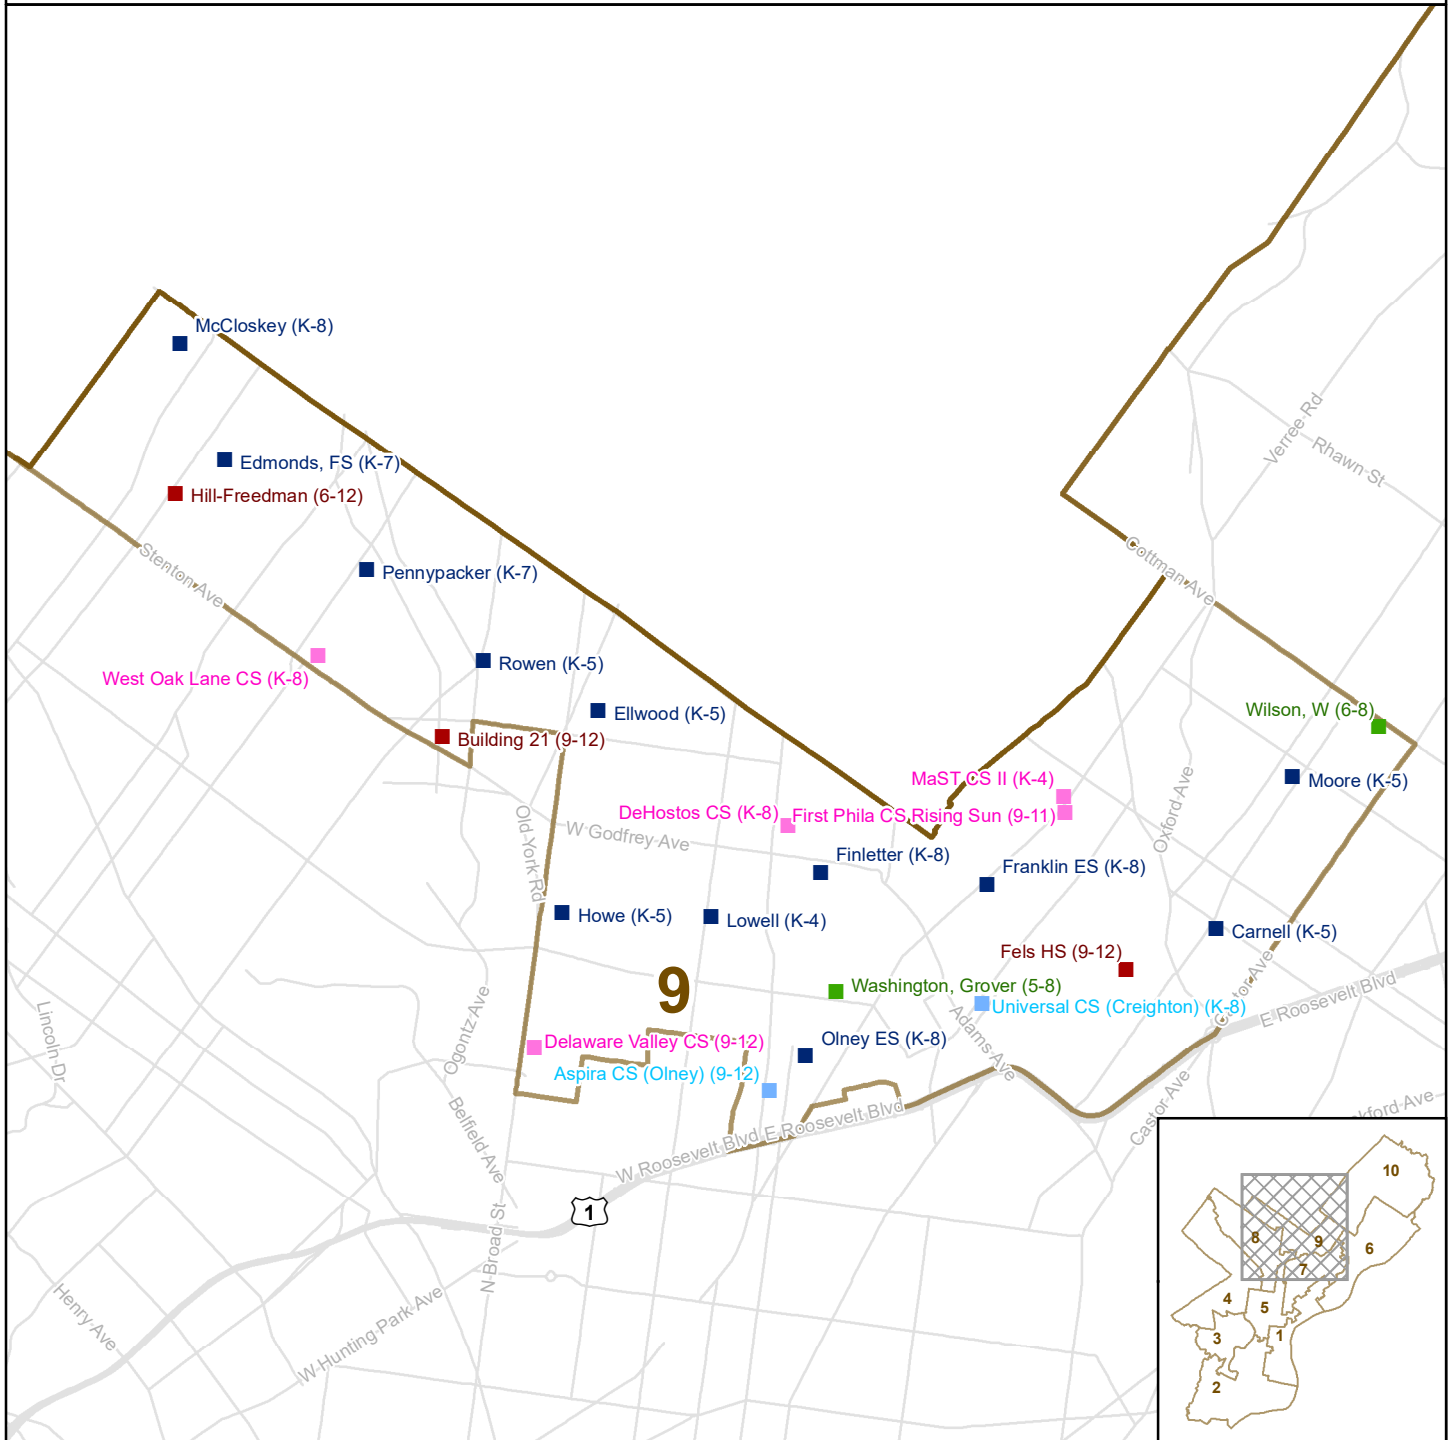 McCloskey (K-8)
Edmonds, FS (K-7)
Hill-Freedman (6-12)
Verree Rd
Rhawn St
Stenton Ave
Cottman Ave
Pennypacker (K-7)
West Oak Lane CS (K-8)
Rowen (K-5)
Ellwood (K-5)
Building 21 (9-12)
Wilson, W (6-8)
Moore (K-5)
MaST CS II (K-4)
DeHostos CS (K-8)
First Phila CS Rising Sun (9-11)
Oxford Ave
Old York Rd
W Godfrey Ave
Finletter (K-8)
Franklin ES (K-8)
Howe (K-5)
Lowell (K-4)
Carnell (K-5)
Fels HS (9-12)
9
Washington, Grover (5-8)
Universal CS (Creighton) (K-8)
Castor Ave
E Roosevelt Blvd
Lincoln Dr
Ogontz Ave
Adams Ave
Delaware Valley CS (9-12)
Olney ES (K-8)
Aspira CS (Olney) (9-12)
Belfield Ave
W Roosevelt Blvd
E Roosevelt Blvd
Castor Ave
kford Ave
1
N Broad St
Henry Ave
W Hunting Park Ave
10
8
9
6
7
4
5
3
1
2